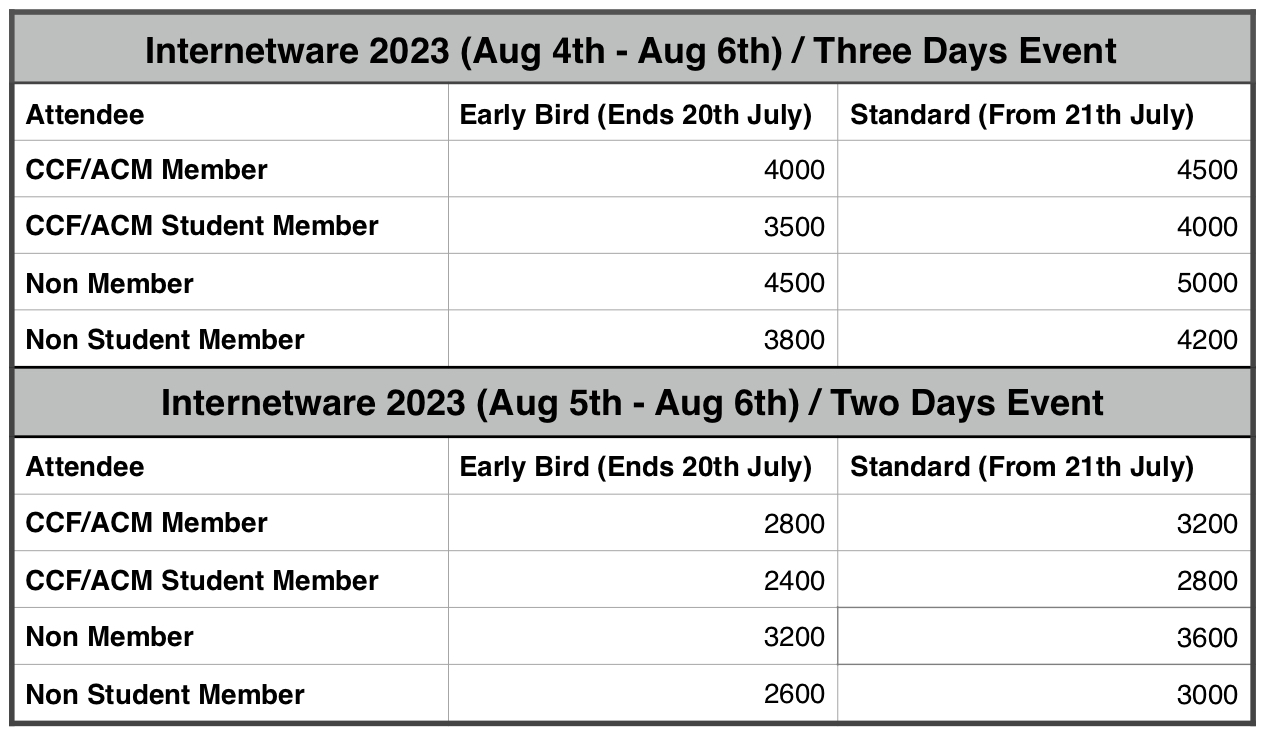 Internetware 2023 (Aug 4th - Aug 6th) / Three Days Event
Attendee Early Bird (Ends 20th July) Standard (From 21th July)
CCF/ACM Member 4000 4500
CCF/ACM Student Member 3500 4000
Non Member 4500 5000
Non Student Member 3800 4200
Internetware 2023 (Aug 5th - Aug 6th) / Two Days Event
Attendee Early Bird (Ends 20th July) Standard (From 21th July)
CCF/ACM Member 2800 3200
CCF/ACM Student Member 2400 2800
Non Member 3200 3600
Non Student Member 2600 3000